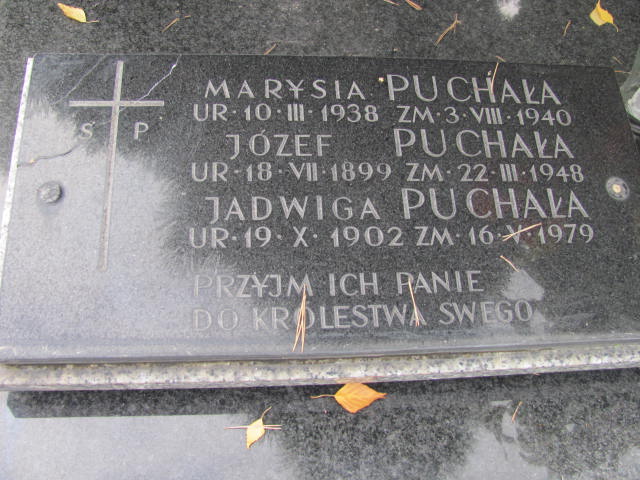 Ś P
MARYSIA PUCHAŁA
UR·10·III·1938 ZM·3·VIII·1940
JÓZEF PUCHAŁA
UR·18·VII·1899 ZM·22·III·1948
JADWIGA PUCHAŁA
UR·19·X·1902 ZM·16·V·1979
PRZYJM ICH PANIE
DO KRÓLESTWA SWEGO